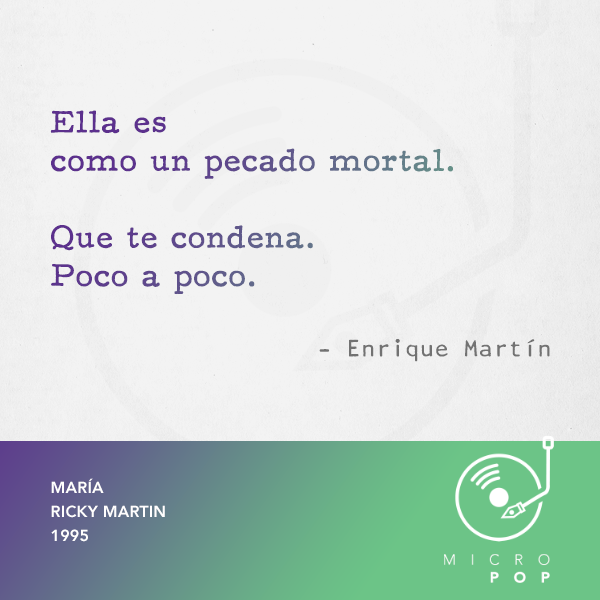 Ella es
como un pecado mortal.
Que te condena.
Poco a poco.
– Enrique Martín
MARÍA
RICKY MARTIN
1995
MICRO
POP